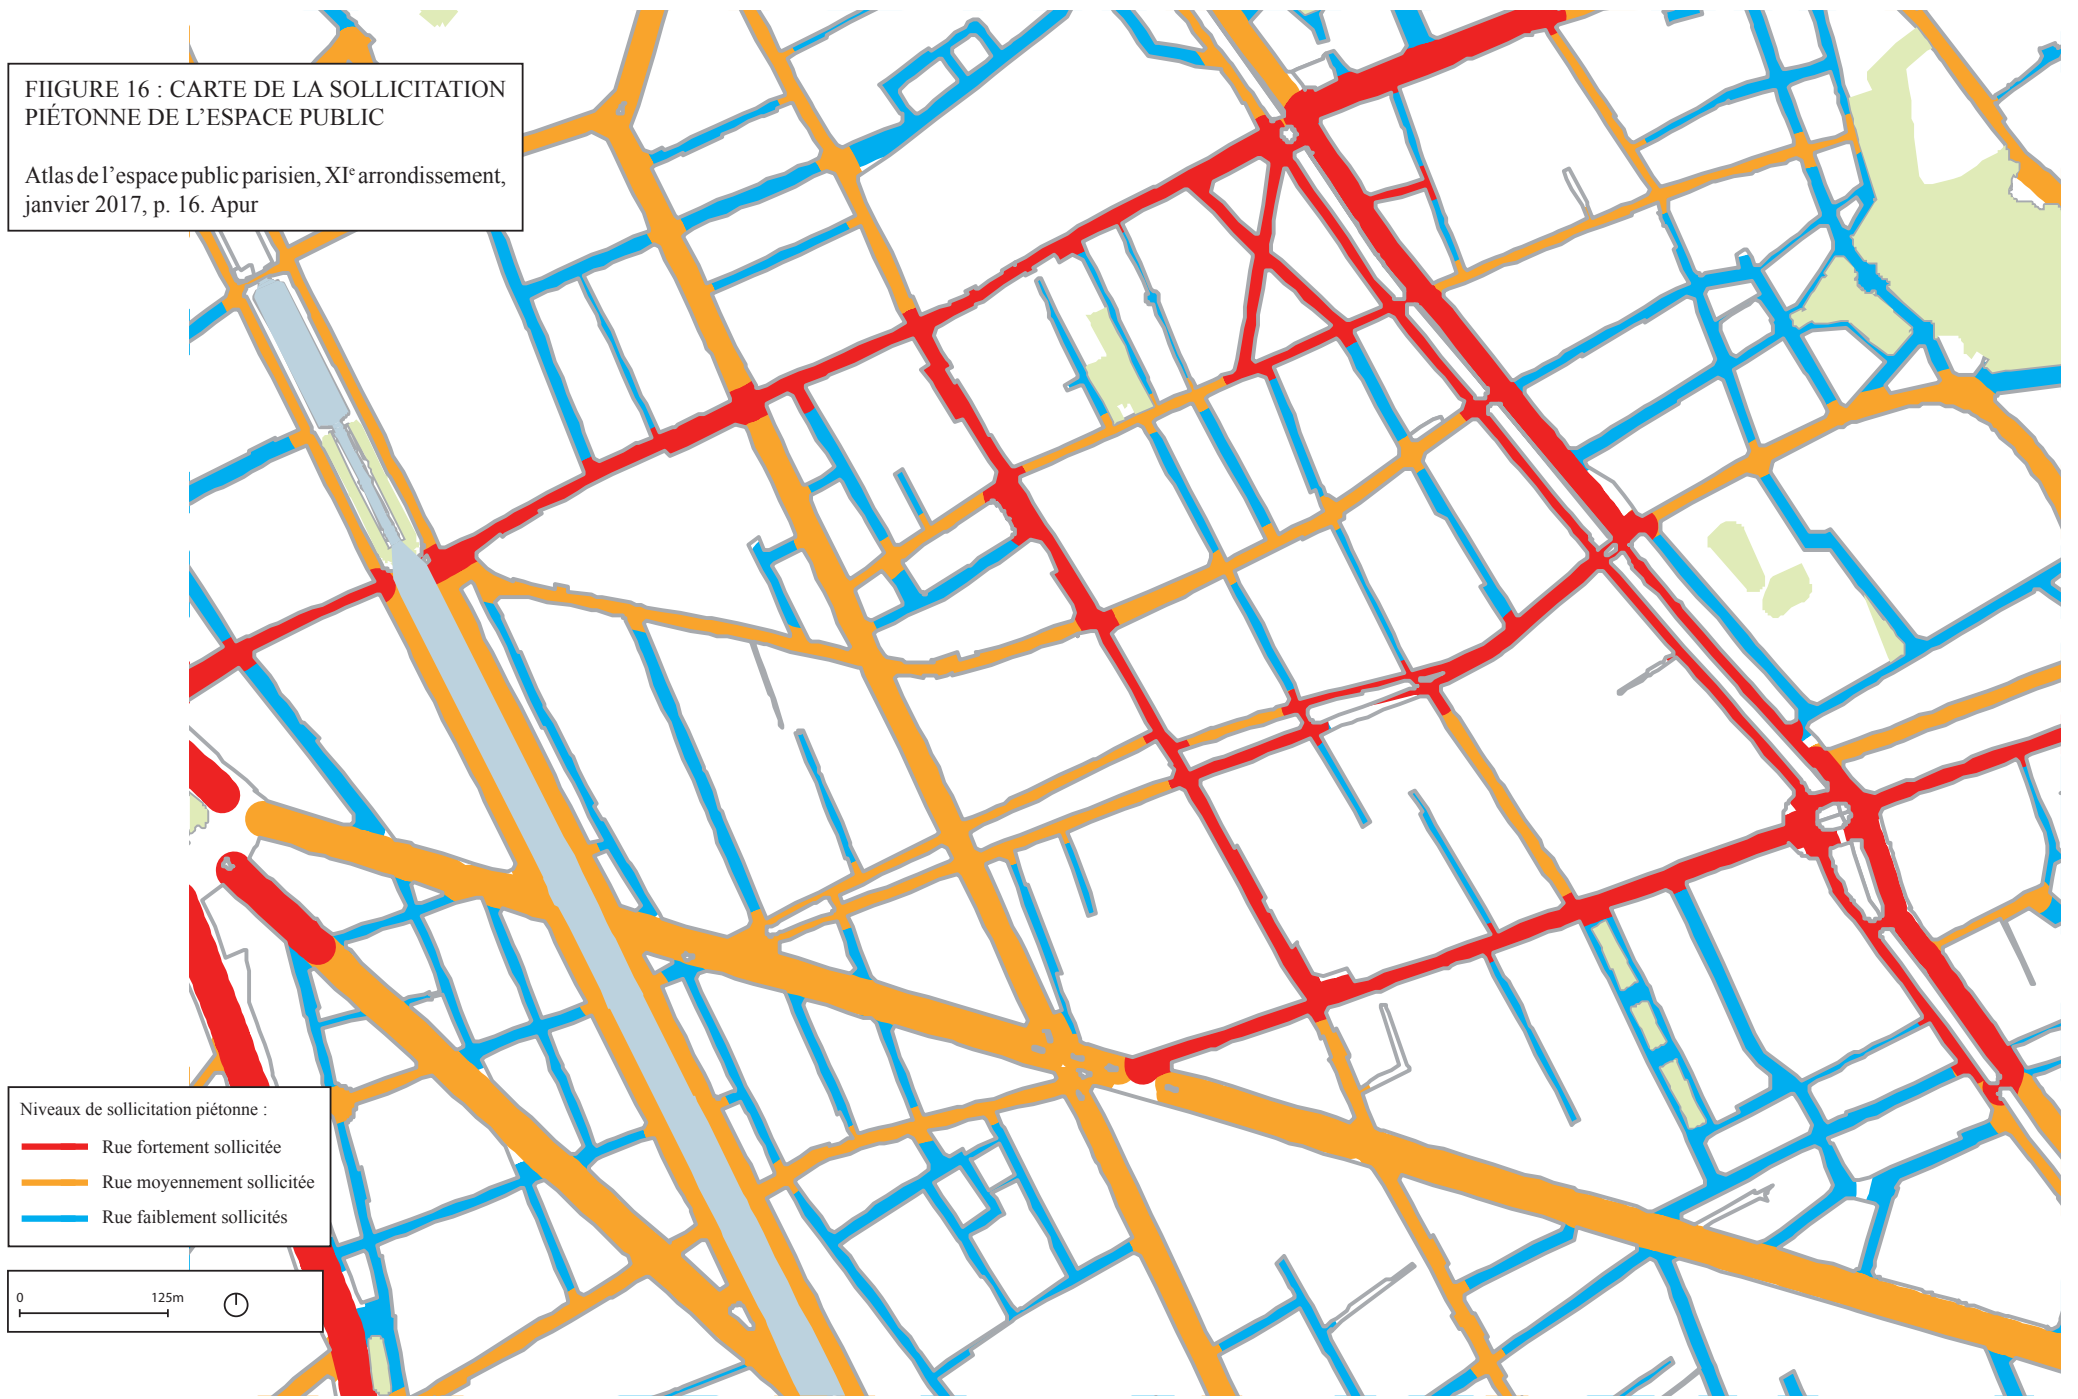 FIIGURE 16 : CARTE DE LA SOLLICITATION
PIÉTONNE DE L’ESPACE PUBLIC
Atlas de l’espace public parisien, XIe arrondissement,
janvier 2017, p. 16. Apur
Niveaux de sollicitation piétonne :
Rue fortement sollicitée
Rue moyennement sollicitée
Rue faiblement sollicités
0 125m